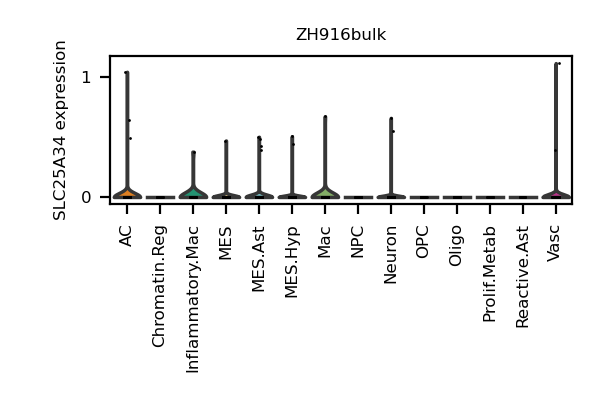 ZH916bulk
SLC25A34 expression
1
0
AC
Chromatin.Reg
Inflammatory.Mac
MES
MES.Ast
MES.Hyp
Mac
NPC
Neuron
OPC
Oligo
Prolif.Metab
Reactive.Ast
Vasc